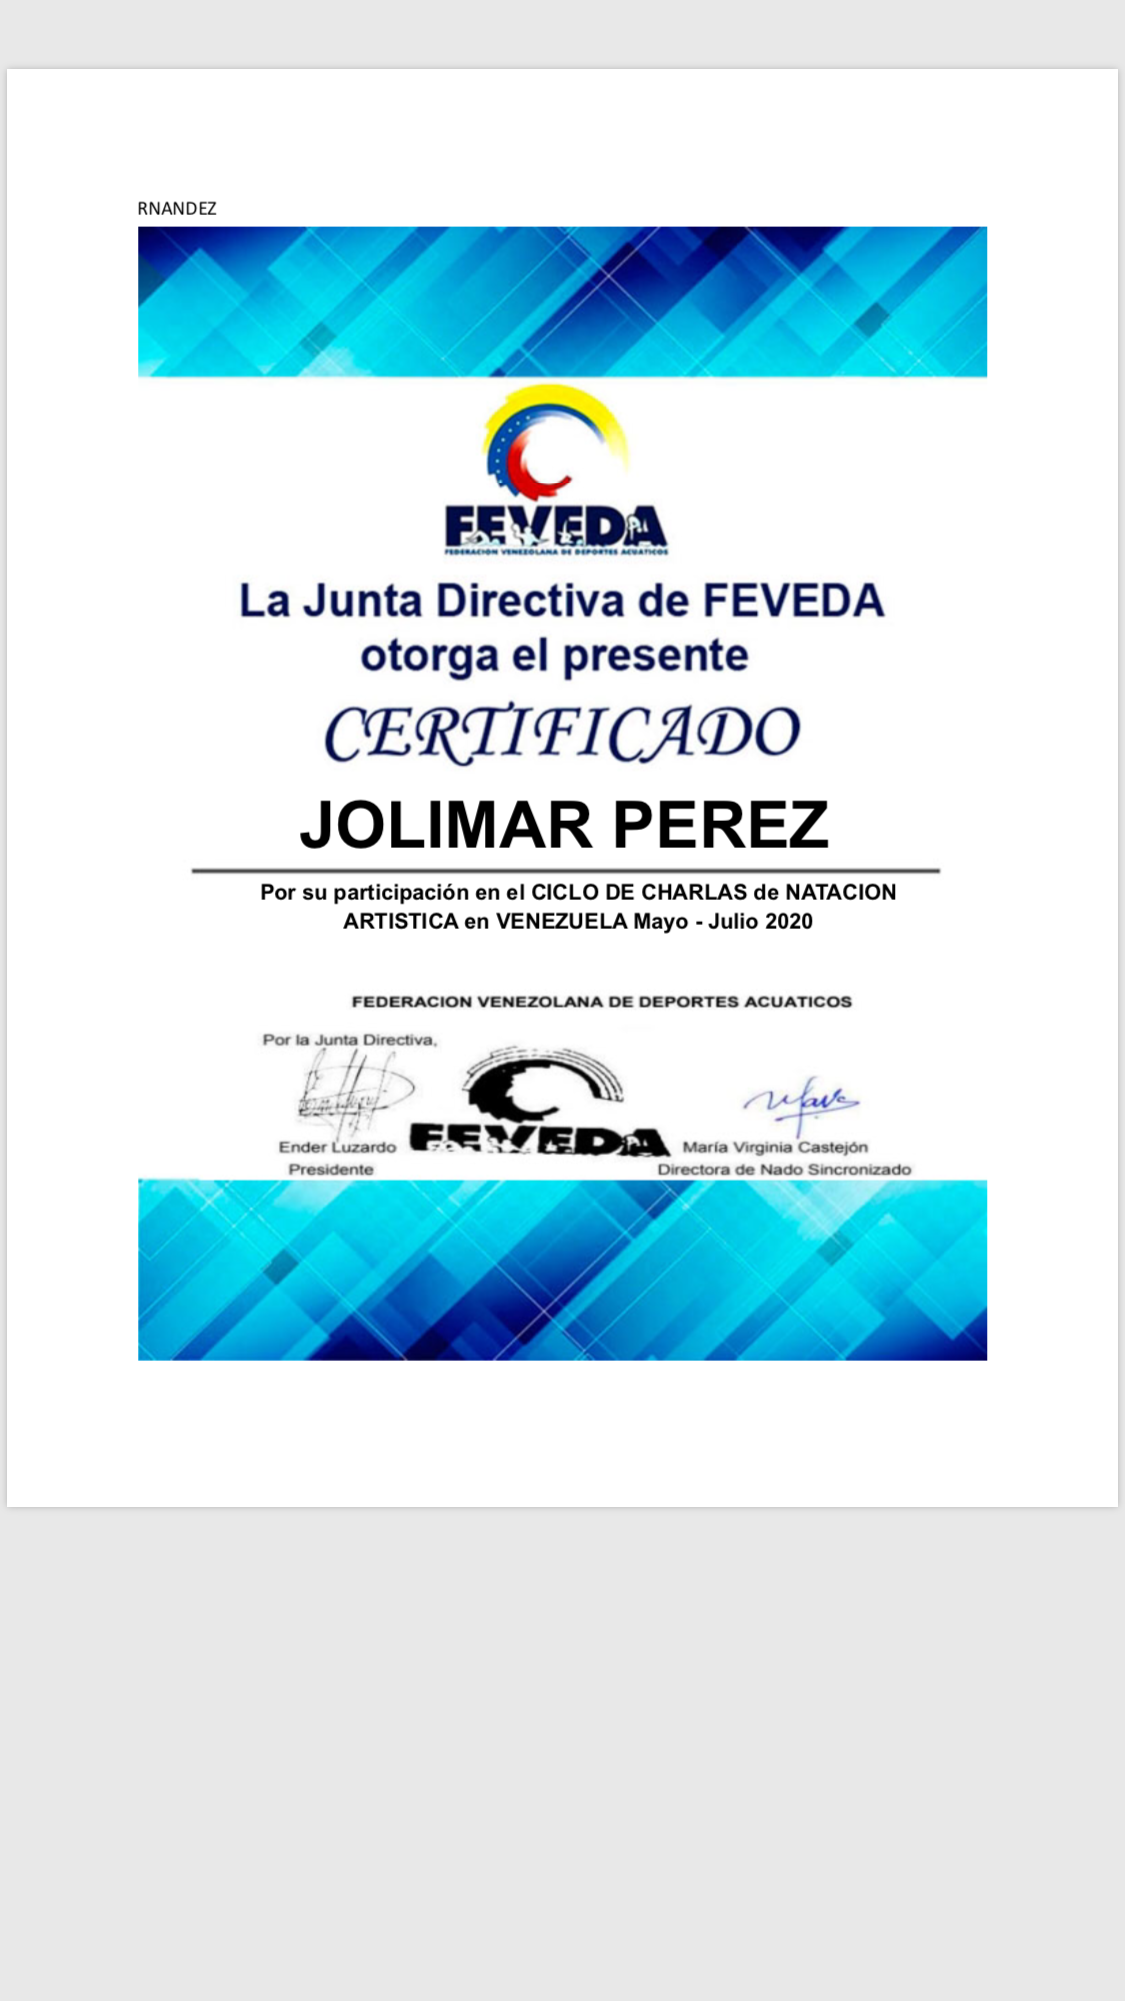 RNANDEZ
FEVEDA
FEDERACION VENEZOLANA DE DEPORTES ACUATICOS
La Junta Directiva de FEVEDA
otorga el presente
CERTIFICADO
JOLIMAR PEREZ
Por su participación en el CICLO DE CHARLAS de NATACION
ARTISTICA en VENEZUELA Mayo - Julio 2020
FEDERACION VENEZOLANA DE DEPORTES ACUATICOS
Por la Junta Directiva,
FEVEDA
Ender Luzardo María Virginia Castejón
Presidente Directora de Nado Sincronizado